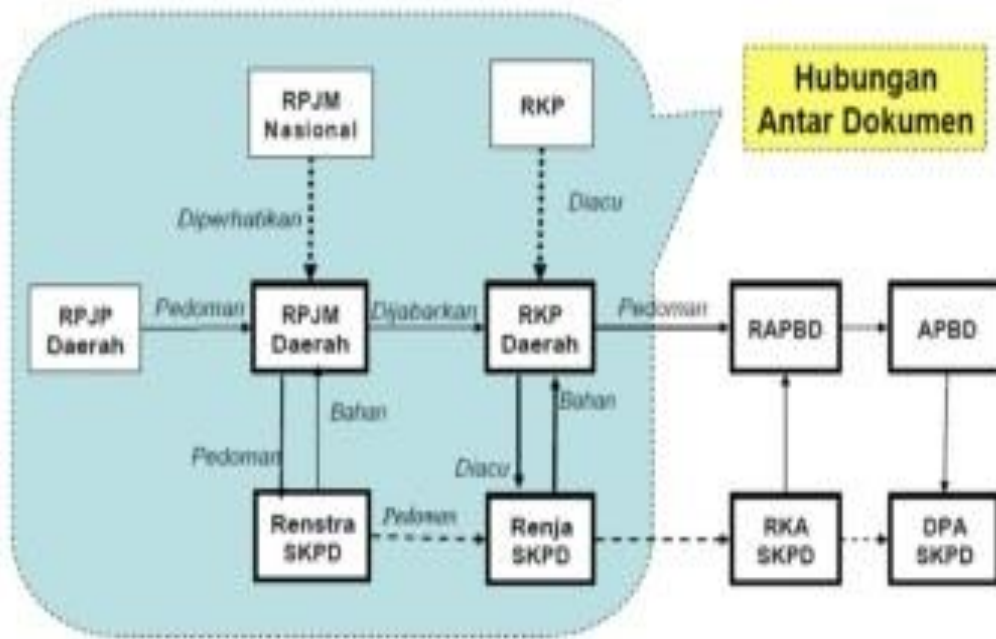 Hubungan
Antar Dokumen
RPJM
Nasional
RKP
Diperhatikan
Diacu
RPJP
Daerah
Pedoman
RPJM
Daerah
Dijabarkan
RKP
Daerah
Pedoman
RAPBD
APBD
Bahan
Pedoman
Bahan
Diacu
Renstra
SKPD
Pedoman
Renja
SKPD
RKA
SKPD
DPA
SKPD